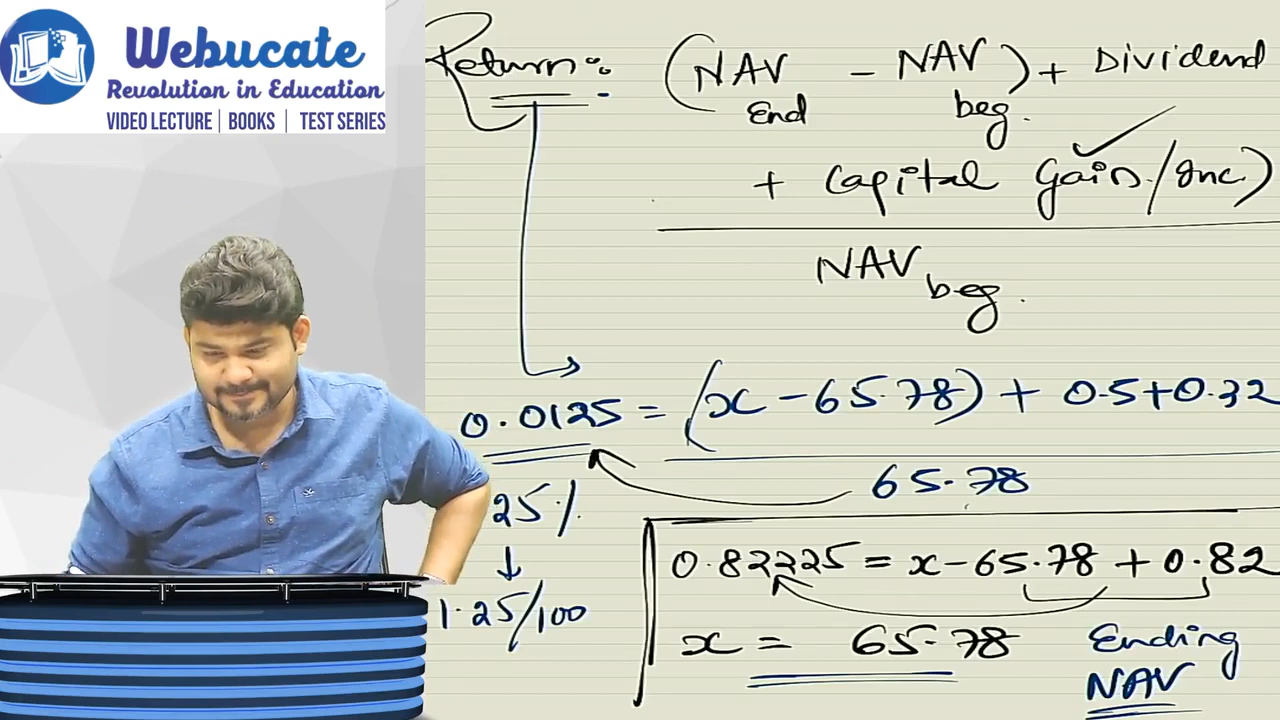 Webucate
Revolution in Education
VIDEO LECTURE | BOOKS | TEST SERIES
Return:
(NAV End - NAV beg.) + Dividend
+ Capital Gain/Inc)
NAV beg.
0.0125 = (x - 65.78) + 0.5+0.32
65.78
25%
1.25/100
0.82225 = x - 65.78 + 0.82
x = 65.78 Ending
NAV